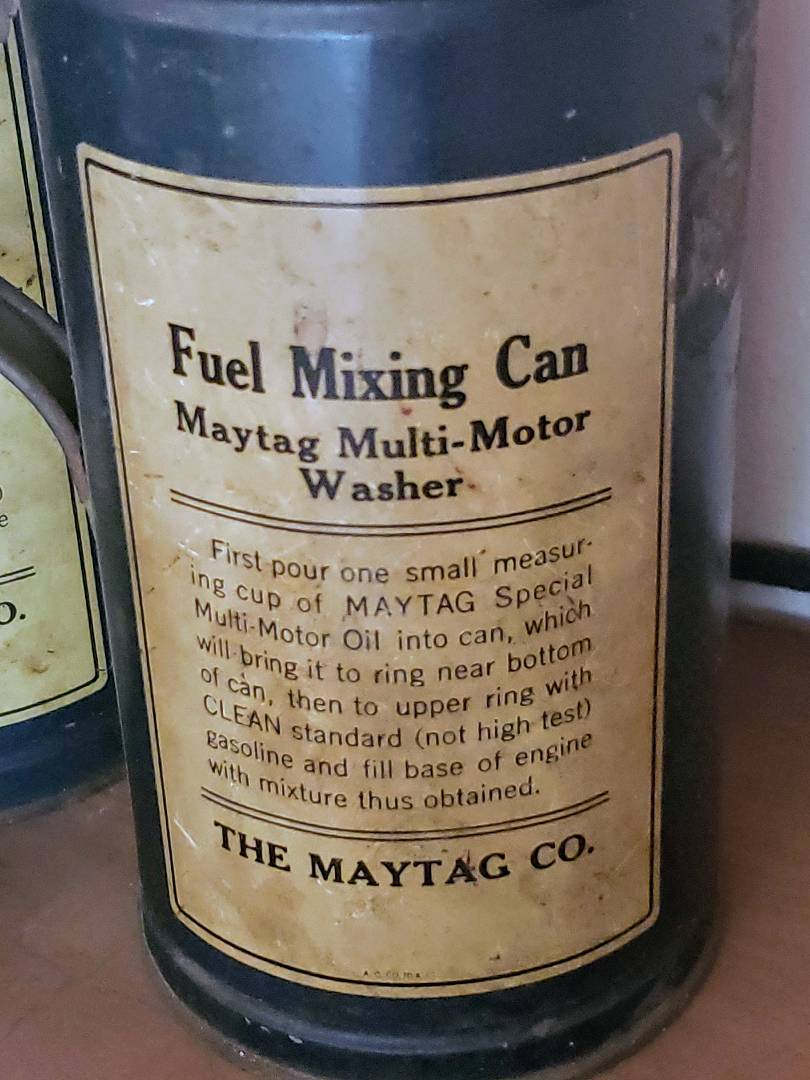 Fuel Mixing Can
Maytag Multi-Motor
Washer
First pour one small measur-
ing cup of MAYTAG Special
Multi-Motor Oil into can, which
will bring it to ring near bottom
of can, then to upper ring with
CLEAN standard (not high test)
gasoline and fill base of engine
with mixture thus obtained.
THE MAYTAG CO.
e
O.